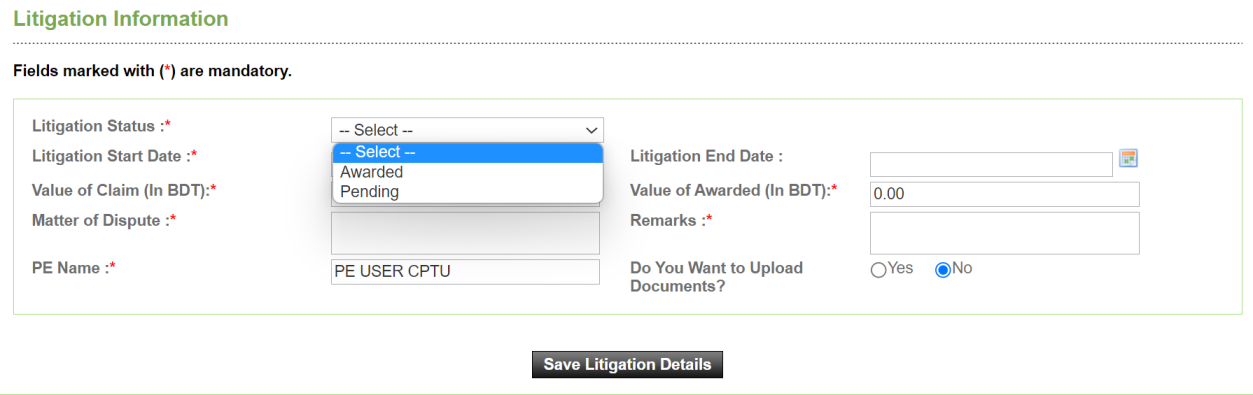 Litigation Information
Fields marked with (*) are mandatory.
Litigation Status :*
-- Select --
-- Select --
Awarded
Pending
Litigation Start Date :*
Litigation End Date :
Value of Claim (In BDT):*
Value of Awarded (In BDT):*
0.00
Matter of Dispute :*
Remarks :*
PE Name :*
PE USER CPTU
Do You Want to Upload
Documents?
Yes No
Save Litigation Details